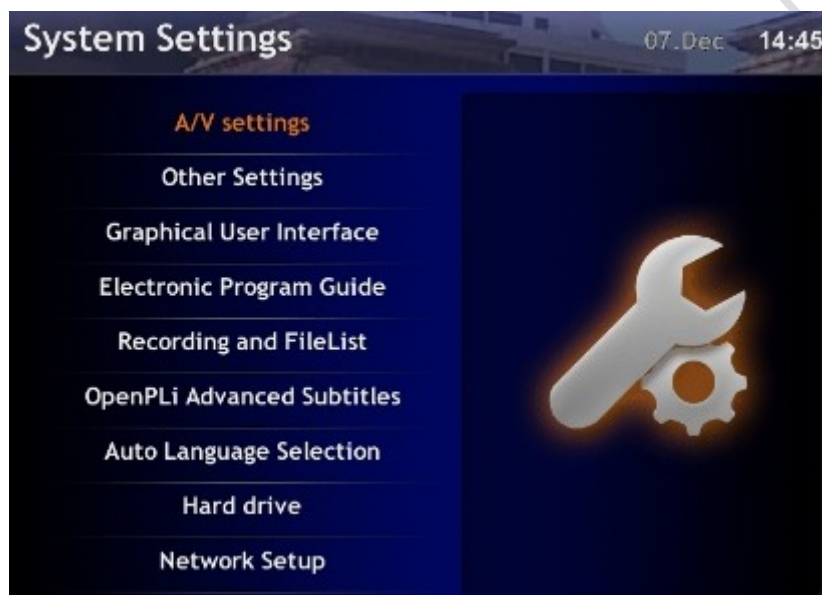 System Settings
07.Dec 14:45
A/V settings
Other Settings
Graphical User Interface
Electronic Program Guide
Recording and FileList
OpenPLi Advanced Subtitles
Auto Language Selection
Hard drive
Network Setup